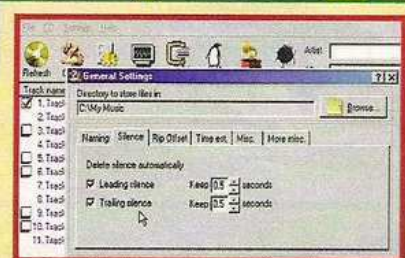 File CD Settings Help
Artist
Refresh
General Settings
Track name
Directory to store files in:
C:\My Music
Browse...
Naming Silence Rip Offset Time est. Misc. More misc.
Delete silence automatically
Leading silence Keep 0.5 seconds
Trailing silence Keep 0.5 seconds
1. Track
2. Track
3. Track
4. Track
5. Track
6. Track
7. Track
8. Track
9. Track
10. Track
11. Track